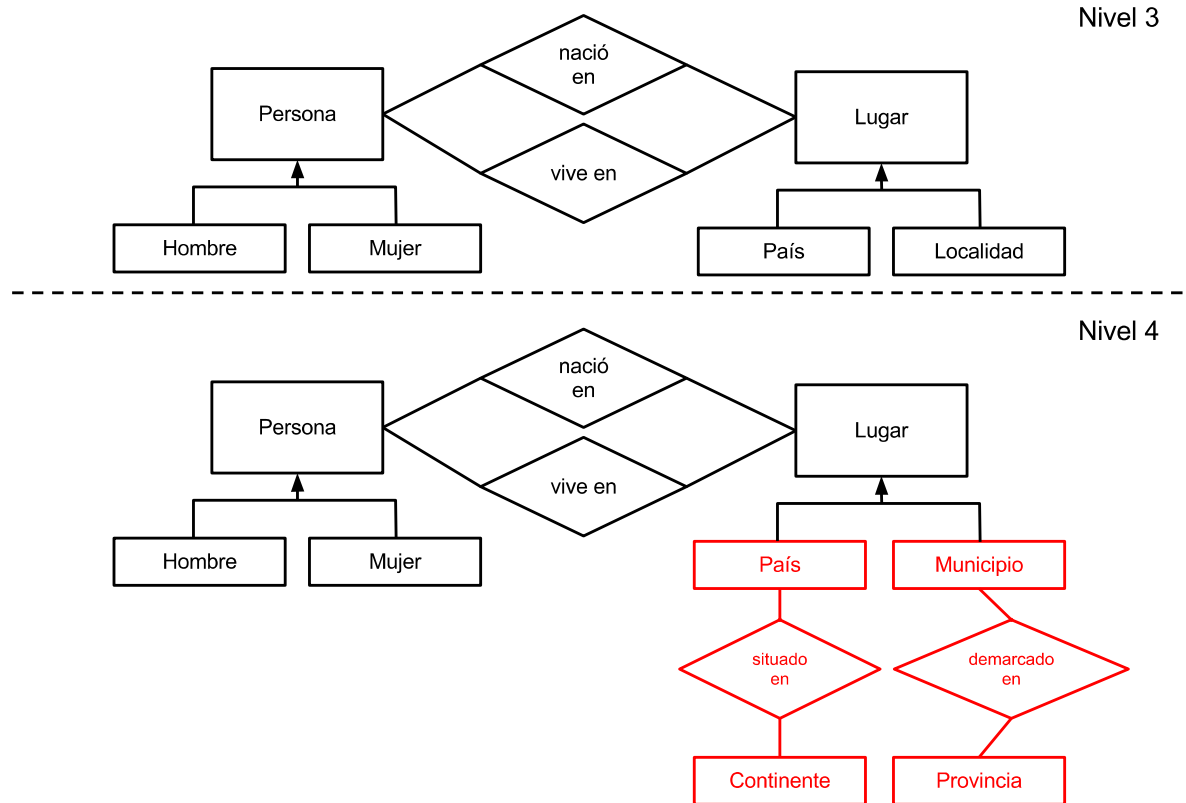 Nivel 3
nació
en
Persona
Lugar
vive en
Hombre
Mujer
País
Localidad
Nivel 4
nació
en
Persona
Lugar
vive en
Hombre
Mujer
País
Municipio
situado
en
demarcado
en
Continente
Provincia